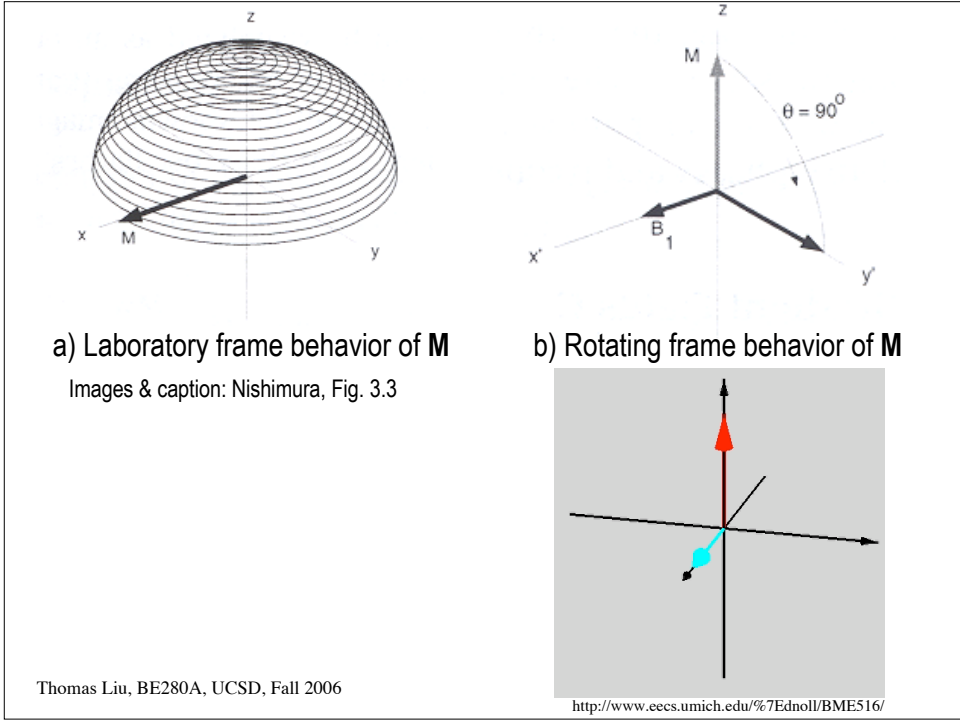 z
x
M
y
z
M
θ = 90°
B1
x'
y'
a) Laboratory frame behavior of M
b) Rotating frame behavior of M
Images & caption: Nishimura, Fig. 3.3
Thomas Liu, BE280A, UCSD, Fall 2006
http://www.eecs.umich.edu/%7Ednoll/BME516/